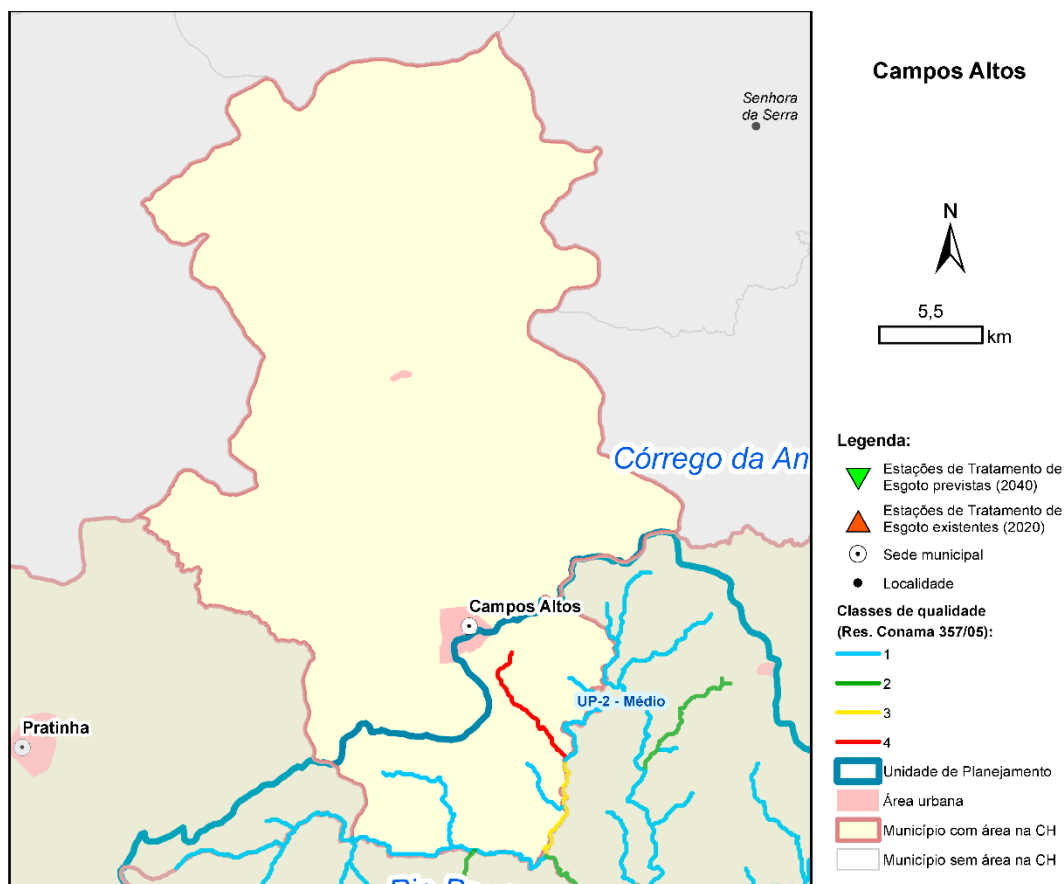 Campos Altos
Senhora
da Serra
N
5,5
km
Córrego da An
Campos Altos
UP-2 - Médio
Pratinha
Legenda:
Estações de Tratamento de
Esgoto previstas (2040)
Estações de Tratamento de
Esgoto existentes (2020)
Sede municipal
Localidade
Classes de qualidade
(Res. Conama 357/05):
1
2
3
4
Unidade de Planejamento
Área urbana
Município com área na CH
Município sem área na CH